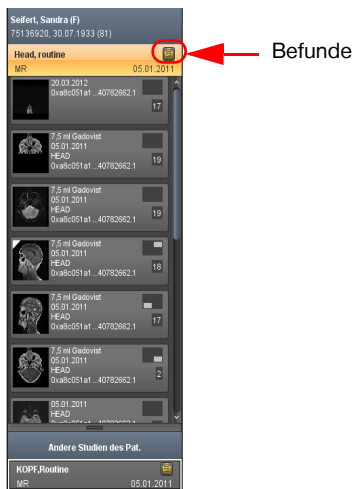 Seifert, Sandra (F)
75136920, 30.07.1933 (81)
Head, routine
MR 05.01.2011
Befunde
20.03.2012
0xa8c051a1...40782662.1
17
7,5 ml Gadovist
05.01.2011
HEAD
0xa8c051a1...40782662.1
19
7,5 ml Gadovist
05.01.2011
HEAD
0xa8c051a1...40782662.1
19
7,5 ml Gadovist
05.01.2011
HEAD
0xa8c051a1...40782662.1
18
7,5 ml Gadovist
05.01.2011
HEAD
0xa8c051a1...40782662.1
17
7,5 ml Gadovist
05.01.2011
HEAD
0xa8c051a1...40782662.1
2
05.01.2011
HEAD
Andere Studien des Pat.
KOPF,Routine
MR 05.01.2011